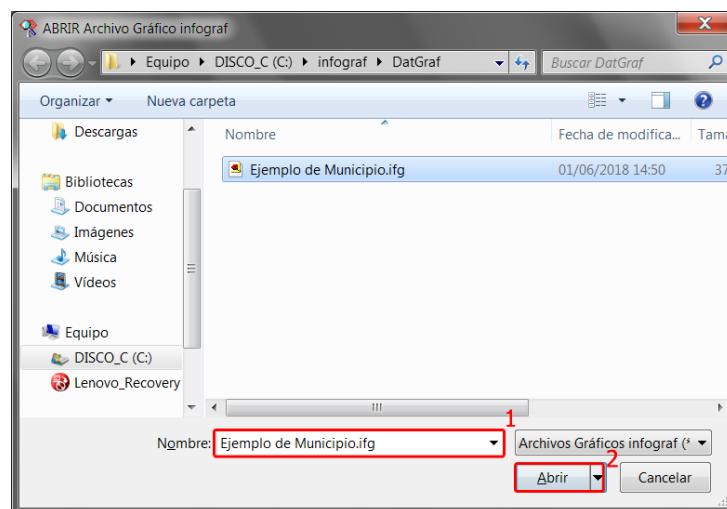 ABRIR Archivo Gráfico infograf
Equipo DISCO_C (C:) infograf DatGraf
Buscar DatGraf
Organizar Nueva carpeta
Descargas
Nombre Fecha de modifica... Tam
Ejemplo de Municipio.ifg 01/06/2018 14:50 37
Bibliotecas
Documentos
Imágenes
Música
Vídeos
Equipo
DISCO_C (C:)
Lenovo_Recovery
1
Nombre: Ejemplo de Municipio.ifg Archivos Gráficos infograf (*
2
Abrir Cancelar